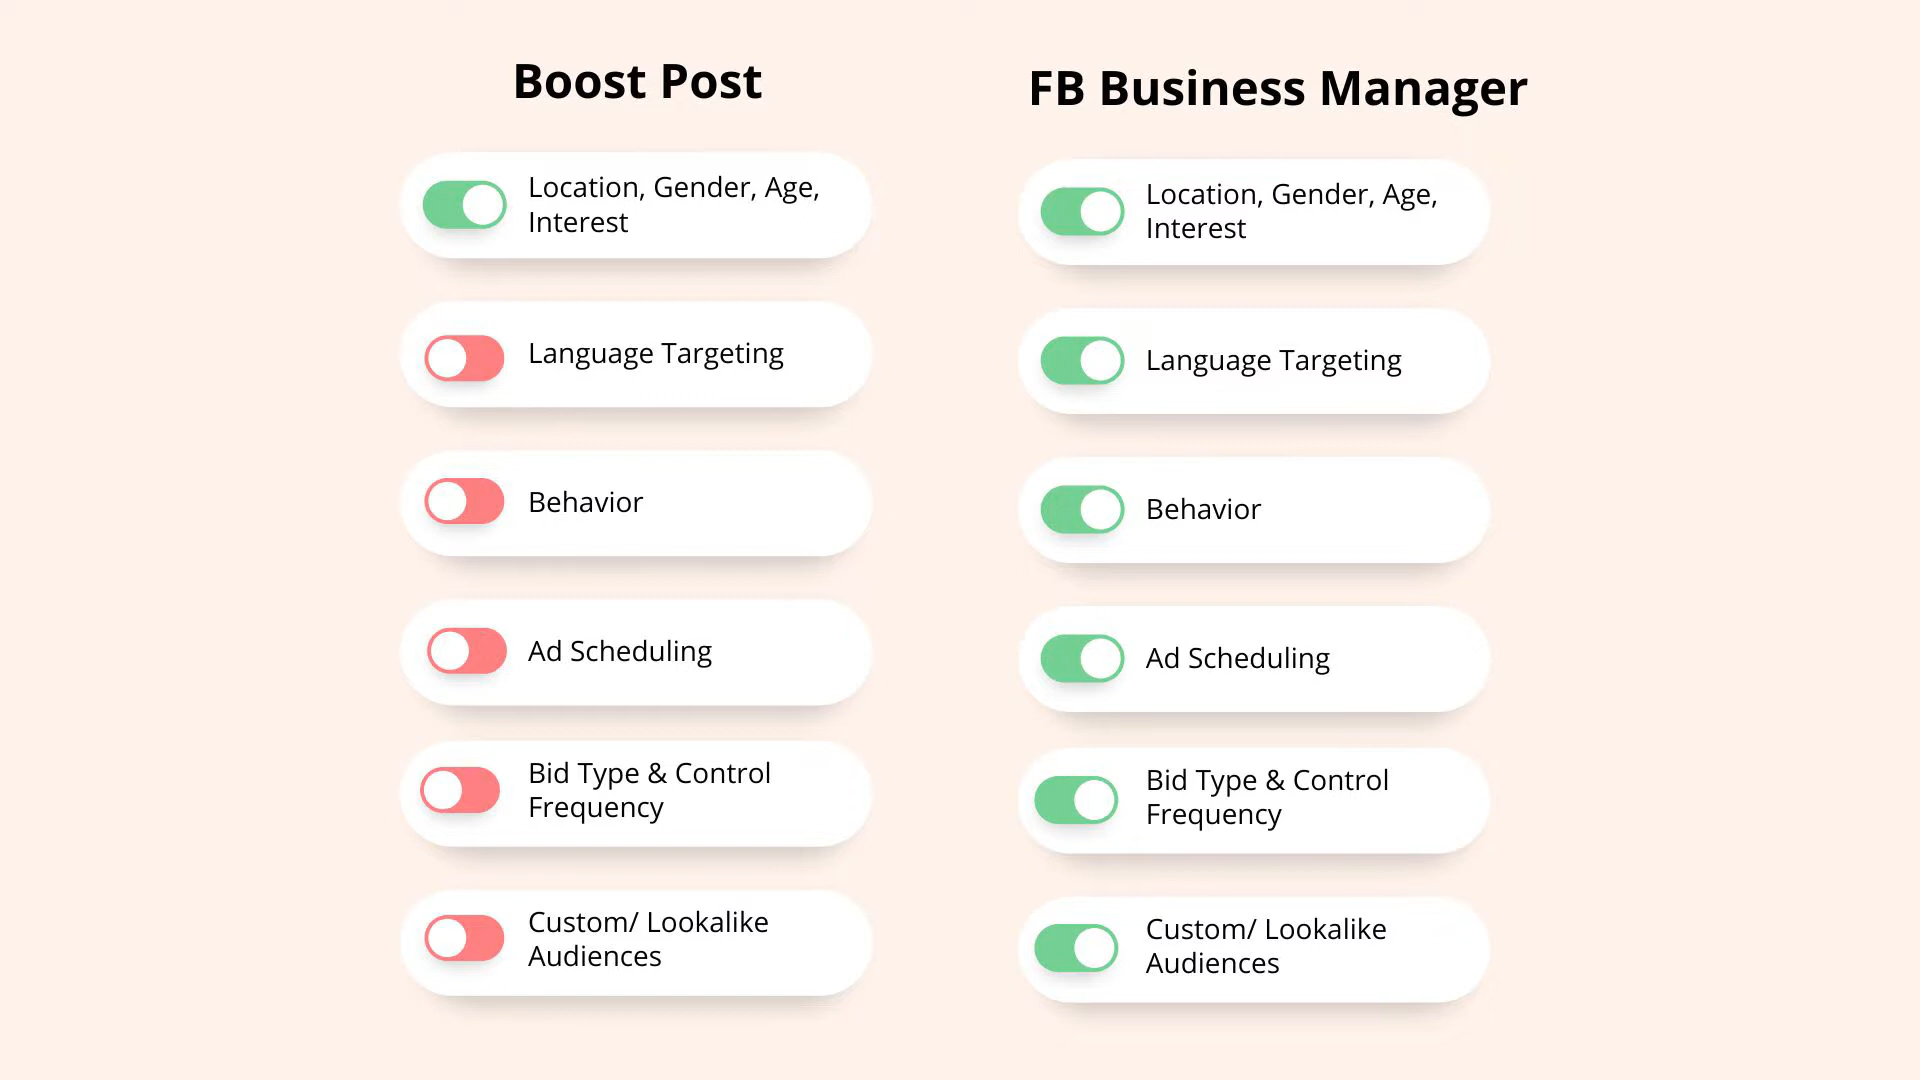 Boost Post
Location, Gender, Age,
Interest
Language Targeting
Behavior
Ad Scheduling
Bid Type & Control
Frequency
Custom/ Lookalike
Audiences
FB Business Manager
Location, Gender, Age,
Interest
Language Targeting
Behavior
Ad Scheduling
Bid Type & Control
Frequency
Custom/ Lookalike
Audiences